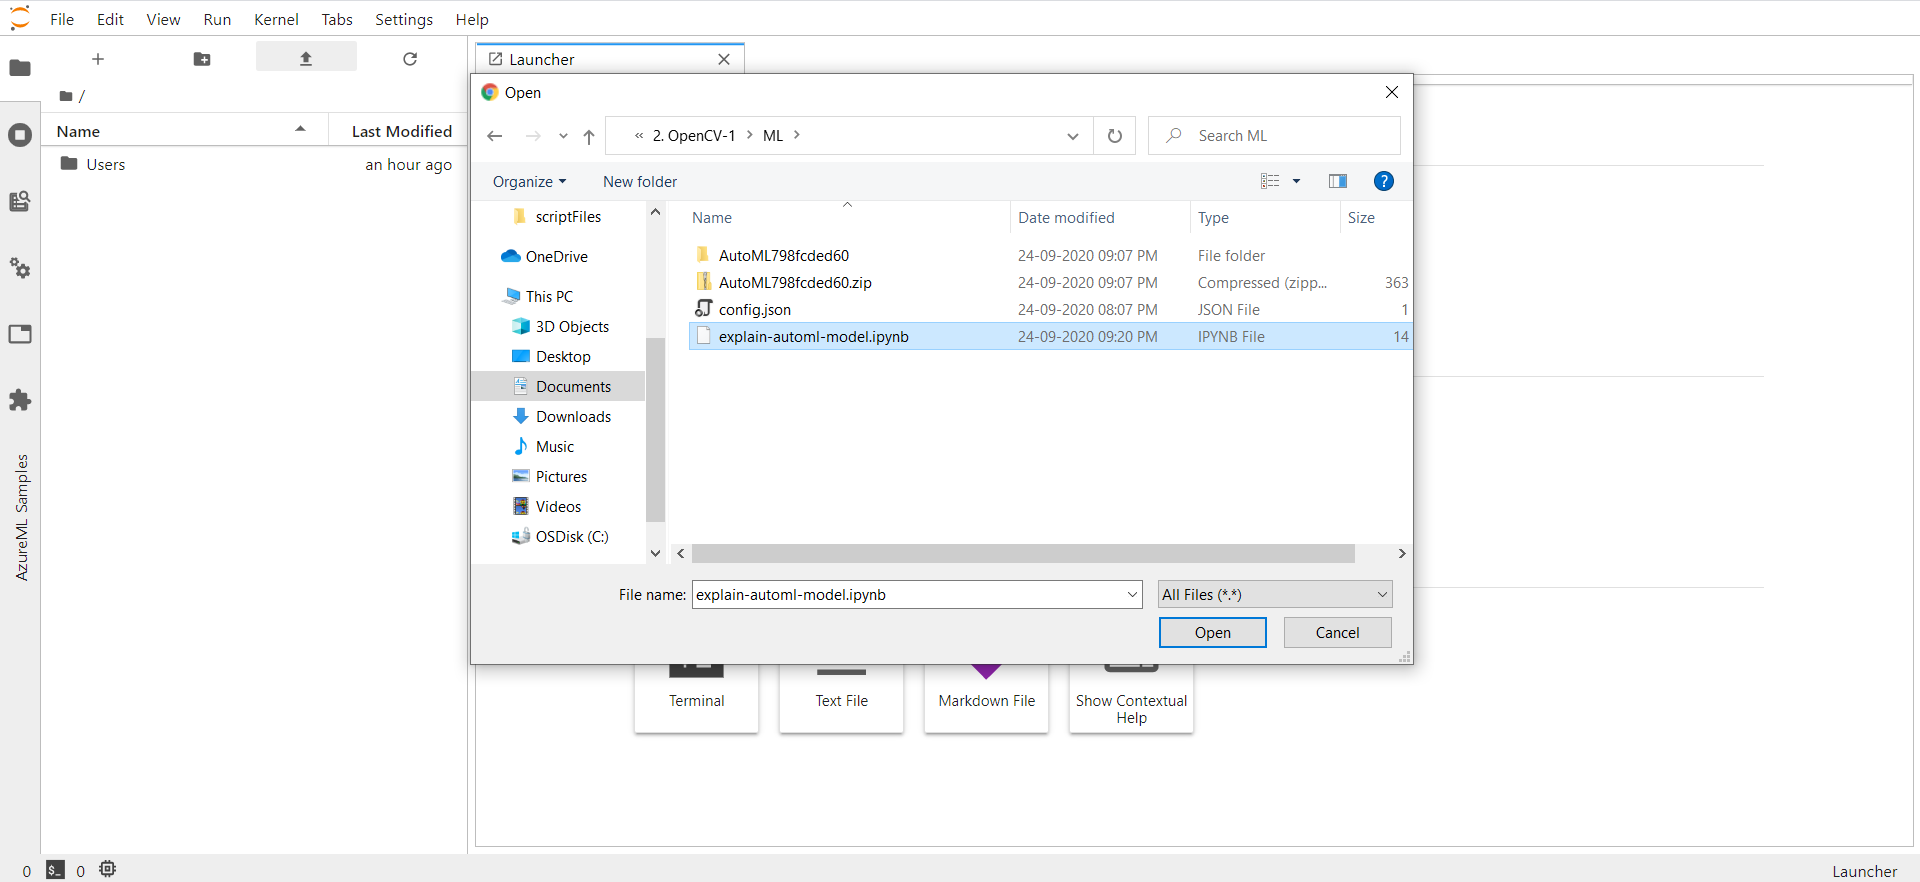 File Edit View Run Kernel Tabs Settings Help
Launcher
/
Name Last Modified
Users an hour ago
AzureML Samples
Open
« 2. OpenCV-1 > ML >
Search ML
Organize New folder
?
scriptFiles
OneDrive
This PC
3D Objects
Desktop
Documents
Downloads
Music
Pictures
Videos
OSDisk (C:)
Name Date modified Type Size
AutoML798fcded60 24-09-2020 09:07 PM File folder
AutoML798fcded60.zip 24-09-2020 09:07 PM Compressed (zipp... 363
config.json 24-09-2020 08:07 PM JSON File 1
explain-automl-model.ipynb 24-09-2020 09:20 PM IPYNB File 14
File name: explain-automl-model.ipynb All Files (*.*)
Open Cancel
Terminal
Text File
Markdown File
Show Contextual
Help
0 $_ 0 Launcher